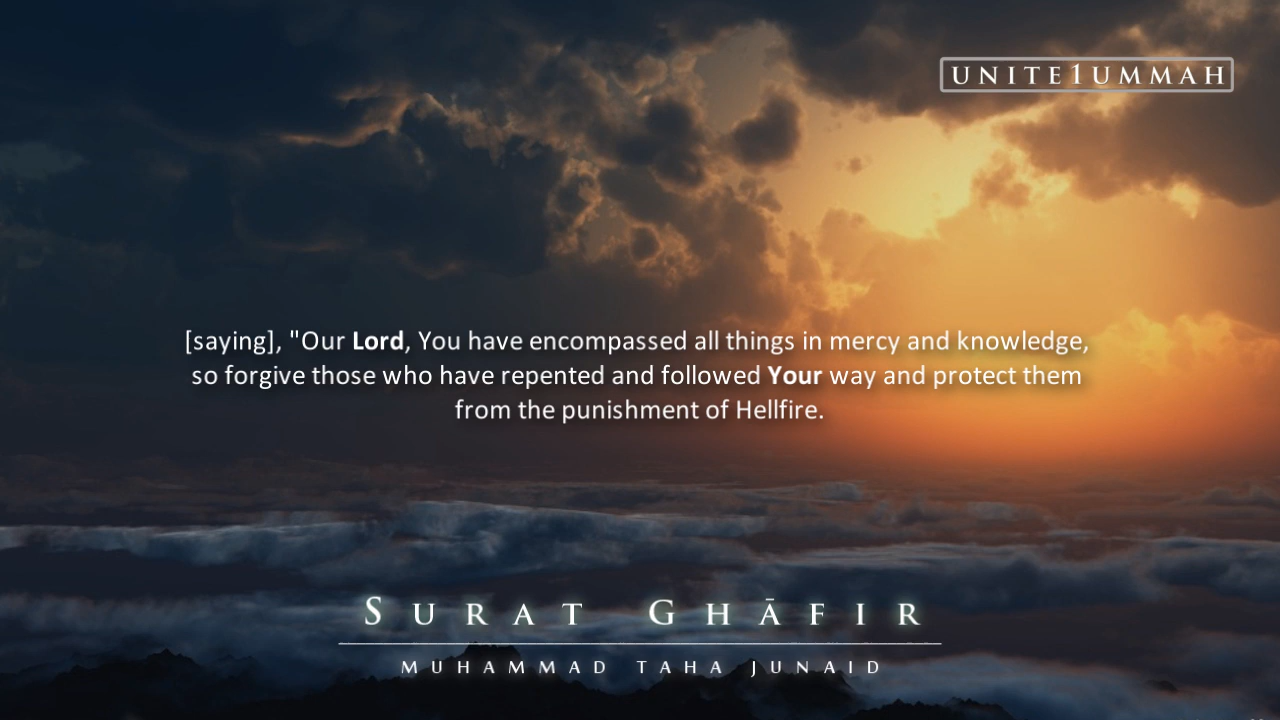 UNITE1UMMAH
[saying], "Our Lord, You have encompassed all things in mercy and knowledge,
so forgive those who have repented and followed Your way and protect them
from the punishment of Hellfire.
SURAT GHĀFIR
MUHAMMAD TAHA JUNAID